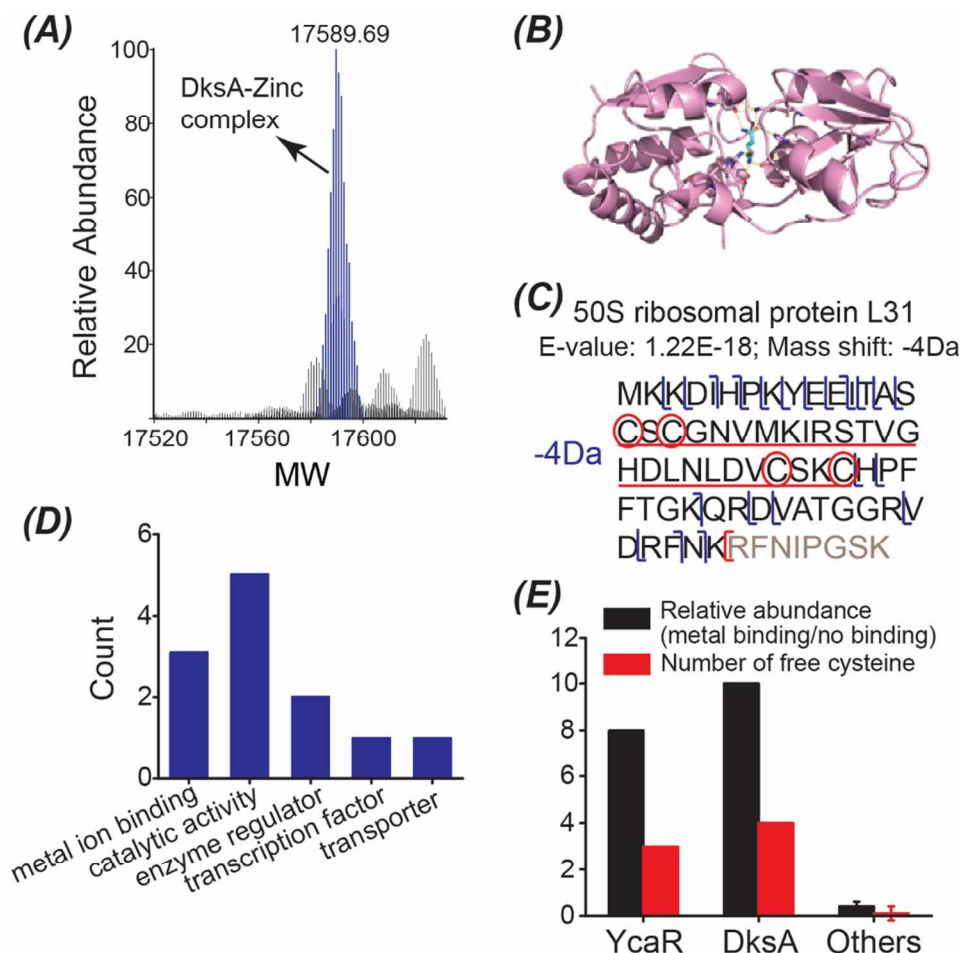 (A)
17589.69
DksA-Zinc
complex
Relative Abundance
100
80
60
40
20
17520 17560 17600
MW
(B)
(C) 50S ribosomal protein L31
E-value: 1.22E-18; Mass shift: -4Da
MKKDIHPKYEEITAS
CSCGNVMKIRSTVG
-4Da
HDLNLDVCSKCHPF
FTGKQRDVATGGRV
DRFNKRFNIPGSK
(D)
Count
6
4
2
0
metal ion binding
catalytic activity
enzyme regulator
transcription factor
transporter
(E)
Relative abundance
(metal binding/no binding)
Number of free cysteine
12
10
8
6
4
2
0
YcaR DksA Others